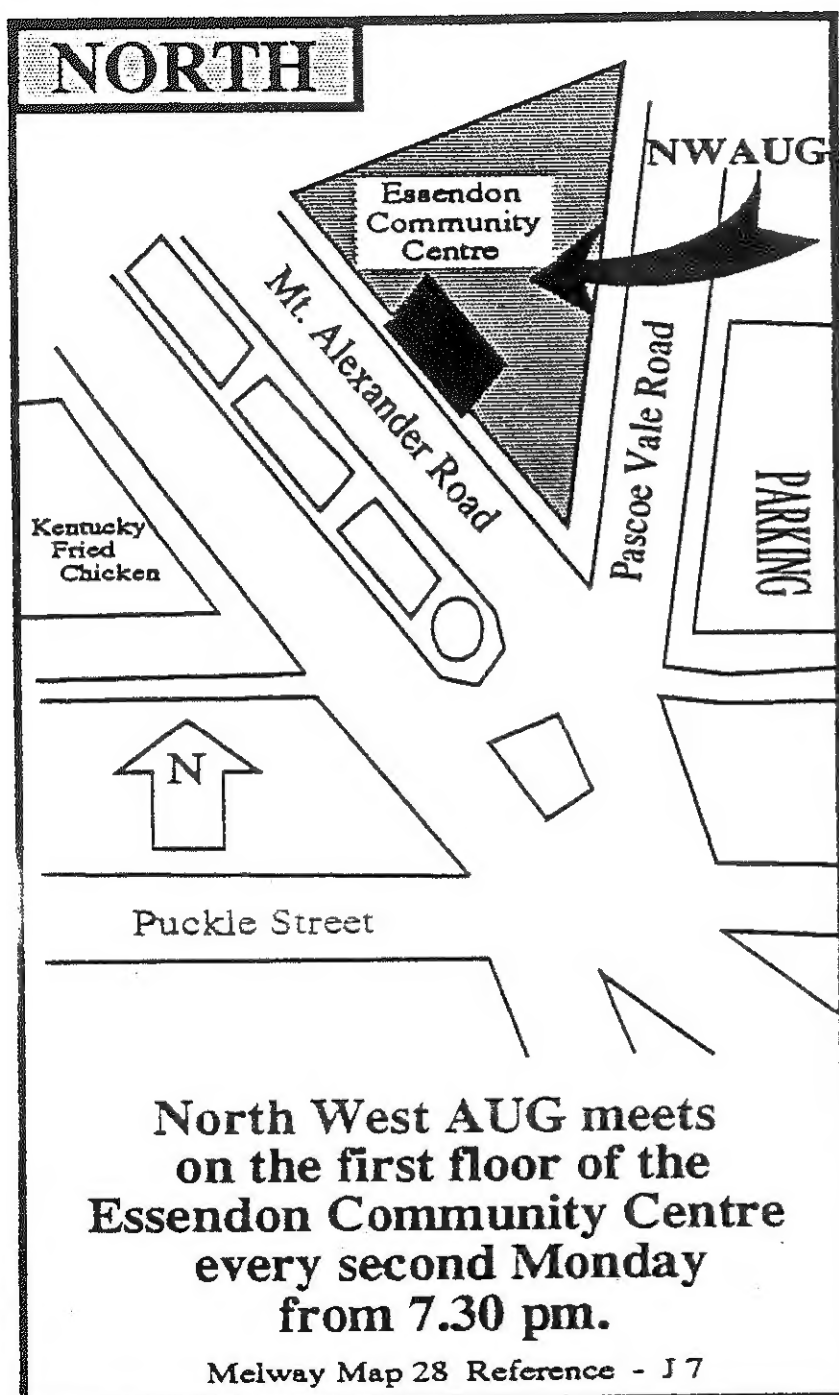 NORTH
NWAUG
Essendon
Community
Centre
Mt. Alexander Road
Pascoe Vale Road
PARKING
Kentucky
Fried
Chicken
N
Puckle Street
North West AUG meets
on the first floor of the
Essendon Community Centre
every second Monday
from 7.30 pm.
Melway Map 28 Reference - J 7